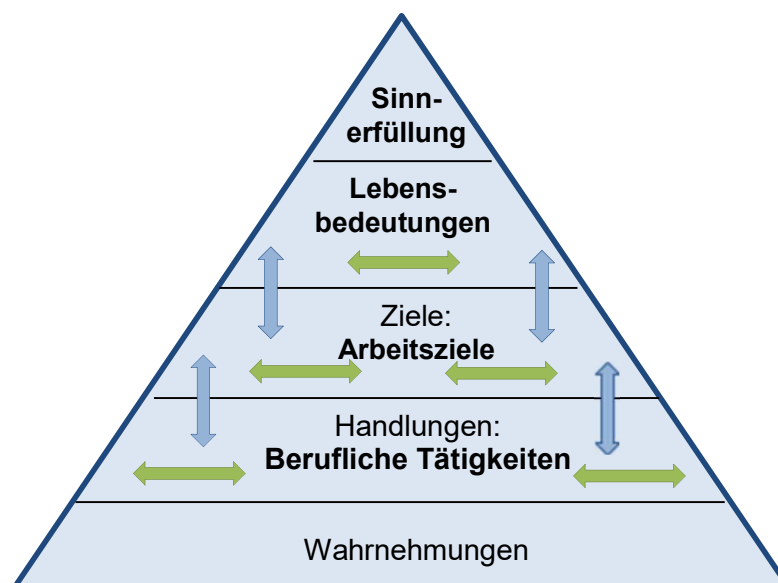 Sinn-
erfüllung
Lebens-
bedeutungen
Ziele:
Arbeitsziele
Handlungen:
Berufliche Tätigkeiten
Wahrnehmungen